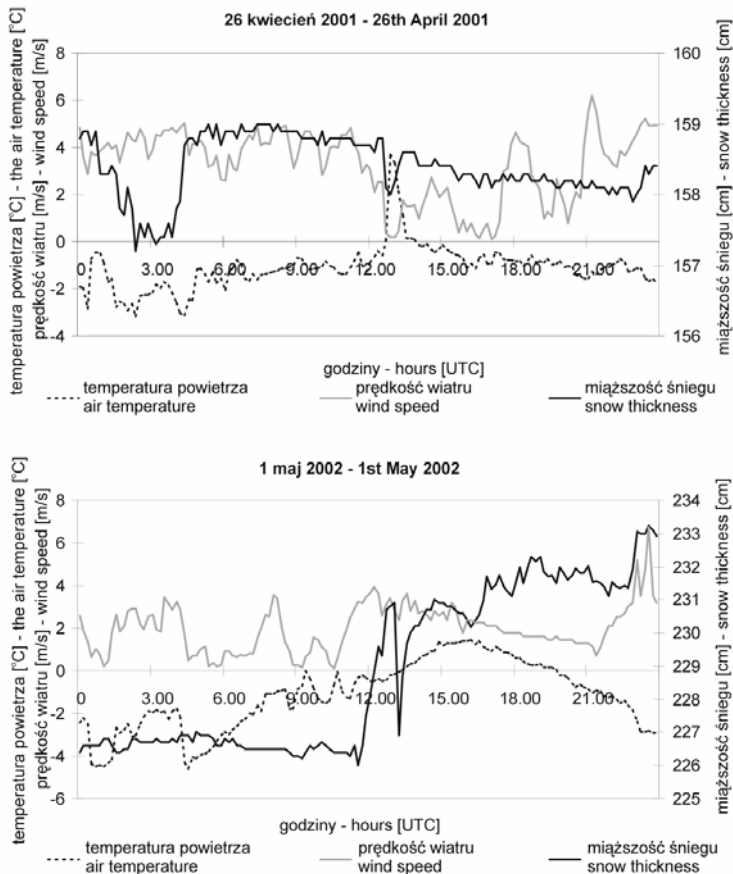 26 kwiecień 2001 - 26th April 2001
temperatura powietrza [°C] - the air temperature [°C]
prędkość wiatru [m/s] - wind speed [m/s]
8
6
4
2
0
-2
-4
3.00
6.00
9.00
12.00
15.00
18.00
21.00
160
159
158
157
156
miąższość śniegu [cm] - snow thickness [cm]
godziny - hours [UTC]
temperatura powietrza
air temperature
prędkość wiatru
wind speed
miąższość śniegu
snow thickness
1 maj 2002 - 1st May 2002
temperatura powietrza [°C] - the air temperature [°C]
prędkość wiatru [m/s] - wind speed [m/s]
8
6
4
2
0
-2
-4
-6
3.00
6.00
9.00
12.00
15.00
18.00
21.00
234
233
232
231
230
229
228
227
226
225
miąższość śniegu [cm] - snow thickness [cm]
godziny - hours [UTC]
temperatura powietrza
air temperature
prędkość wiatru
wind speed
miąższość śniegu
snow thickness